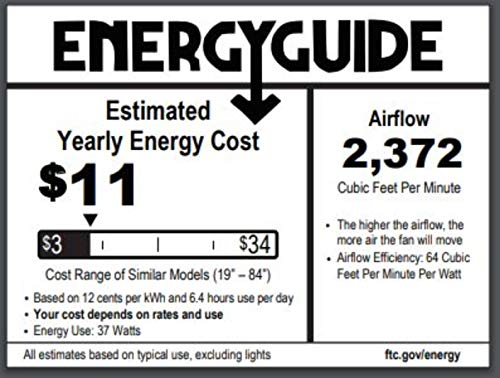 ENERGYGUIDE
Estimated
Yearly Energy Cost
$11
$3
$34
Cost Range of Similar Models (19" – 84")
• Based on 12 cents per kWh and 6.4 hours use per day
• Your cost depends on rates and use
• Energy Use: 37 Watts
Airflow
2,372
Cubic Feet Per Minute
• The higher the airflow, the
more air the fan will move
• Airflow Efficiency: 64 Cubic
Feet Per Minute Per Watt
All estimates based on typical use, excluding lights
ftc.gov/energy